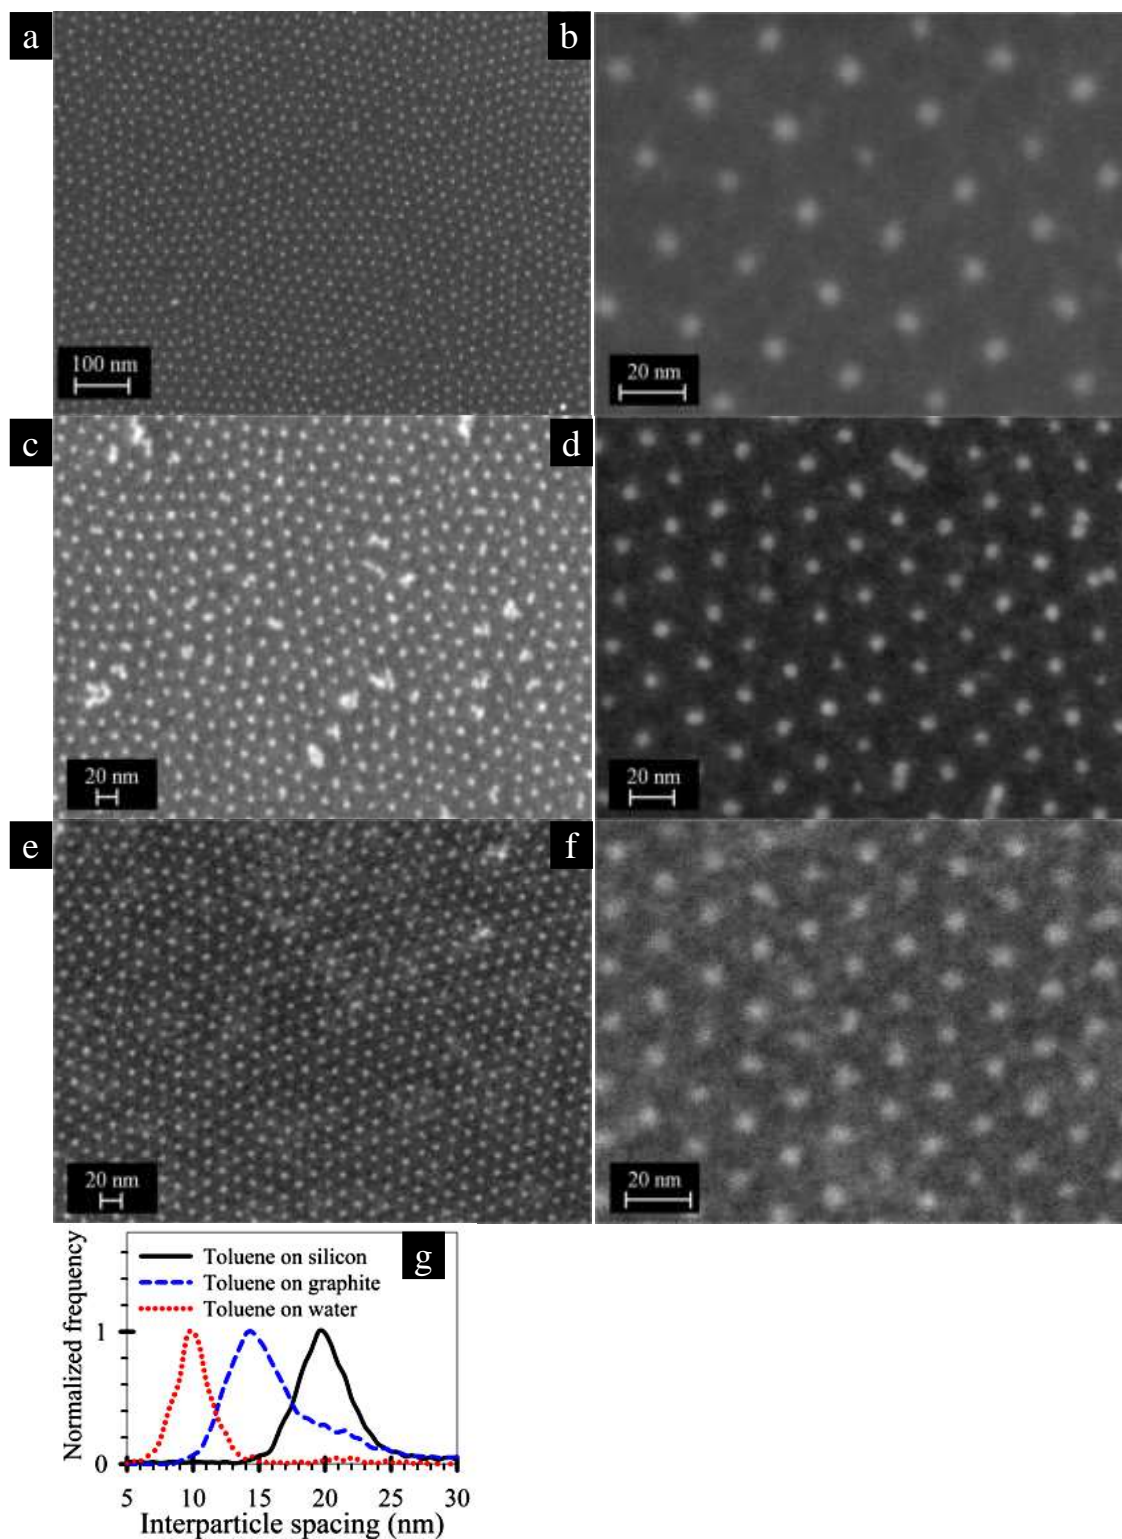 a
b
100 nm
20 nm
c
d
20 nm
20 nm
e
f
20 nm
20 nm
g
Toluene on silicon
Toluene on graphite
Toluene on water
Normalized frequency
1
0
5 10 15 20 25 30
Interparticle spacing (nm)